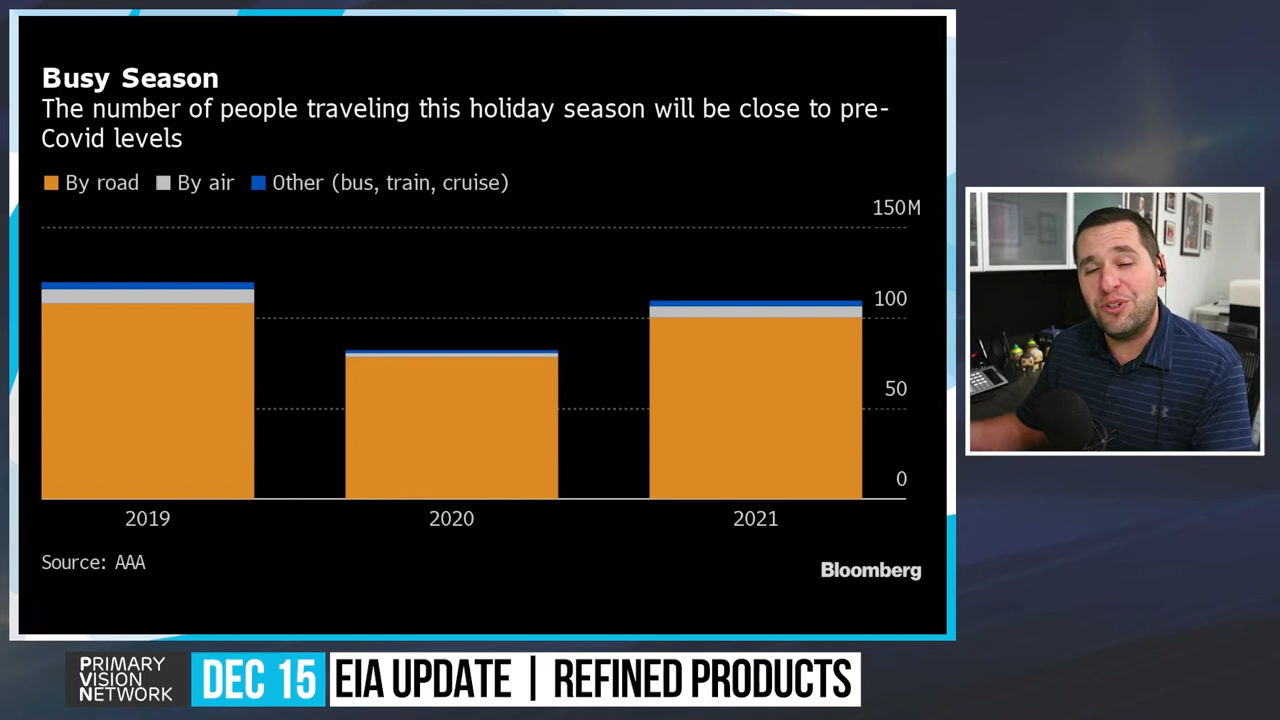 Busy Season
The number of people traveling this holiday season will be close to pre-
Covid levels
By road By air Other (bus, train, cruise)
150M
100
50
0
2019 2020 2021
Source: AAA
Bloomberg
PRIMARY
VISION
NETWORK
DEC 15
EIA UPDATE | REFINED PRODUCTS